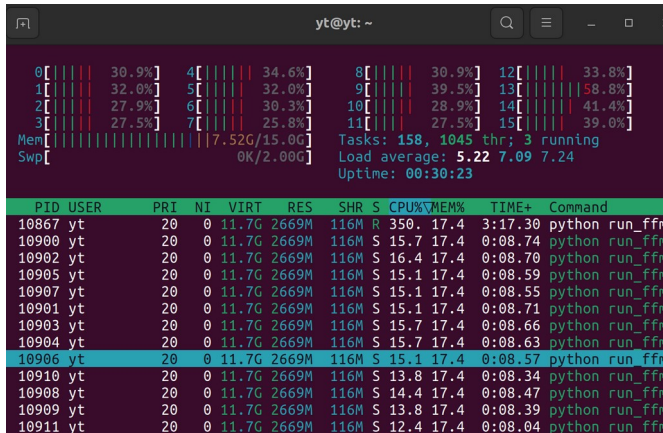 yt@yt: ~
0[||||| 30.9%] 4[|||||| 34.6%] 8[||||| 30.9%] 12[||||| 33.8%]
1[||||| 32.0%] 5[||||| 32.0%] 9[||||| 39.5%] 13[||||||||58.8%]
2[||||| 27.9%] 6[||||| 30.3%] 10[||||| 28.9%] 14[|||||| 41.4%]
3[||||| 27.5%] 7[|||| 25.8%] 11[|||| 27.5%] 15[||||| 39.0%]
Mem[||||||||||||||||||||7.52G/15.0G] Tasks: 158, 1045 thr; 3 running
Swp[ 0K/2.00G] Load average: 5.22 7.09 7.24
Uptime: 00:30:23
PID USER PRI NI VIRT RES SHR S CPU%▽MEM% TIME+ Command
10867 yt 20 0 11.7G 2669M 116M R 350. 17.4 3:17.30 python run_ff
10900 yt 20 0 11.7G 2669M 116M S 15.7 17.4 0:08.74 python run_ff
10902 yt 20 0 11.7G 2669M 116M S 16.4 17.4 0:08.70 python run_ff
10905 yt 20 0 11.7G 2669M 116M S 15.1 17.4 0:08.59 python run_ff
10907 yt 20 0 11.7G 2669M 116M S 15.1 17.4 0:08.55 python run_ff
10901 yt 20 0 11.7G 2669M 116M S 15.1 17.4 0:08.71 python run_ff
10903 yt 20 0 11.7G 2669M 116M S 15.7 17.4 0:08.66 python run_ff
10904 yt 20 0 11.7G 2669M 116M S 15.7 17.4 0:08.63 python run_ff
10906 yt 20 0 11.7G 2669M 116M S 15.1 17.4 0:08.57 python run_ff
10910 yt 20 0 11.7G 2669M 116M S 13.8 17.4 0:08.34 python run_ff
10908 yt 20 0 11.7G 2669M 116M S 14.4 17.4 0:08.47 python run_ff
10909 yt 20 0 11.7G 2669M 116M S 13.8 17.4 0:08.39 python run_ff
10911 yt 20 0 11.7G 2669M 116M S 12.4 17.4 0:08.04 python run_ff